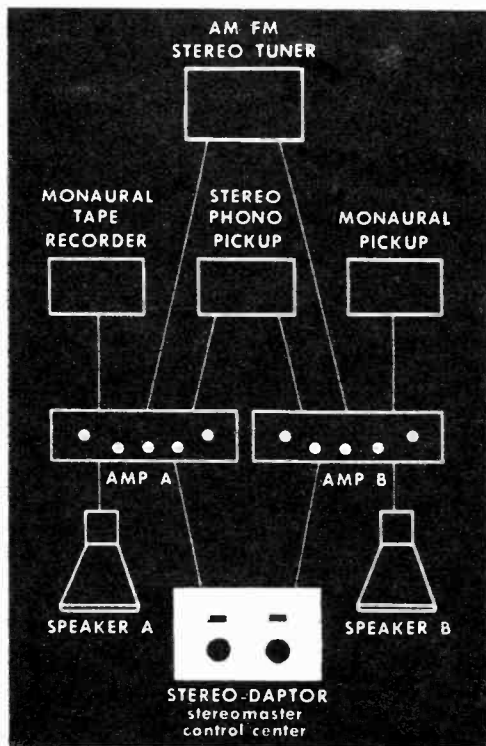 AM FM
STEREO TUNER
MONAURAL
TAPE
RECORDER
STEREO
PHONO
PICKUP
MONAURAL
PICKUP
AMP A
AMP B
SPEAKER A
SPEAKER B
STEREO-DAPTOR
stereomaster
control center